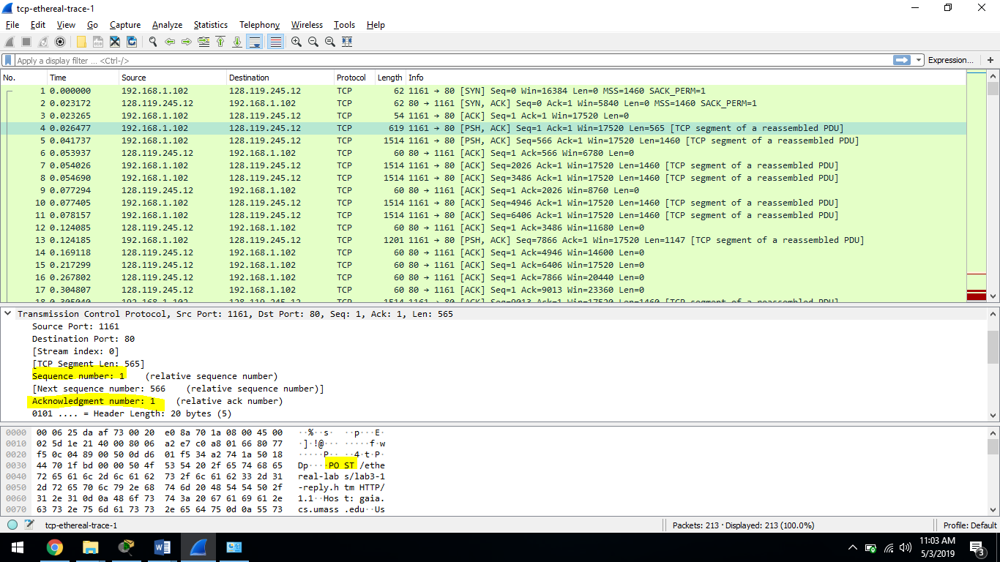 tcp-ethereal-trace-1
File Edit View Go Capture Analyze Statistics Telephony Wireless Tools Help
Apply a display filter ... <Ctrl-/> Expression... +
No. Time Source Destination Protocol Length Info
1 0.000000 192.168.1.102 128.119.245.12 TCP 62 1161 → 80 [SYN] Seq=0 Win=16384 Len=0 MSS=1460 SACK_PERM=1
2 0.023172 128.119.245.12 192.168.1.102 TCP 62 80 → 1161 [SYN, ACK] Seq=0 Ack=1 Win=5840 Len=0 MSS=1460 SACK_PERM=1
3 0.023265 192.168.1.102 128.119.245.12 TCP 54 1161 → 80 [ACK] Seq=1 Ack=1 Win=17520 Len=0
4 0.026477 192.168.1.102 128.119.245.12 TCP 619 1161 → 80 [PSH, ACK] Seq=1 Ack=1 Win=17520 Len=565 [TCP segment of a reassembled PDU]
5 0.041737 192.168.1.102 128.119.245.12 TCP 1514 1161 → 80 [PSH, ACK] Seq=566 Ack=1 Win=17520 Len=1460 [TCP segment of a reassembled PDU]
6 0.053937 128.119.245.12 192.168.1.102 TCP 60 80 → 1161 [ACK] Seq=1 Ack=566 Win=6780 Len=0
7 0.054026 192.168.1.102 128.119.245.12 TCP 1514 1161 → 80 [ACK] Seq=2026 Ack=1 Win=17520 Len=1460 [TCP segment of a reassembled PDU]
8 0.054690 192.168.1.102 128.119.245.12 TCP 1514 1161 → 80 [ACK] Seq=3486 Ack=1 Win=17520 Len=1460 [TCP segment of a reassembled PDU]
9 0.077294 128.119.245.12 192.168.1.102 TCP 60 80 → 1161 [ACK] Seq=1 Ack=2026 Win=8760 Len=0
10 0.077405 192.168.1.102 128.119.245.12 TCP 1514 1161 → 80 [ACK] Seq=4946 Ack=1 Win=17520 Len=1460 [TCP segment of a reassembled PDU]
11 0.078157 192.168.1.102 128.119.245.12 TCP 1514 1161 → 80 [ACK] Seq=6406 Ack=1 Win=17520 Len=1460 [TCP segment of a reassembled PDU]
12 0.124085 128.119.245.12 192.168.1.102 TCP 60 80 → 1161 [ACK] Seq=1 Ack=3486 Win=11680 Len=0
13 0.124185 192.168.1.102 128.119.245.12 TCP 1201 1161 → 80 [PSH, ACK] Seq=7866 Ack=1 Win=17520 Len=1147 [TCP segment of a reassembled PDU]
14 0.169118 128.119.245.12 192.168.1.102 TCP 60 80 → 1161 [ACK] Seq=1 Ack=4946 Win=14600 Len=0
15 0.217299 128.119.245.12 192.168.1.102 TCP 60 80 → 1161 [ACK] Seq=1 Ack=6406 Win=17520 Len=0
16 0.267802 128.119.245.12 192.168.1.102 TCP 60 80 → 1161 [ACK] Seq=1 Ack=7866 Win=20440 Len=0
17 0.304807 128.119.245.12 192.168.1.102 TCP 60 80 → 1161 [ACK] Seq=1 Ack=9013 Win=23360 Len=0
18 0.305040 192.168.1.102 128.119.245.12 TCP 1514 1161 → 80 [ACK] Seq=9013 Ack=1 Win=17520 Len=1460 [TCP segment of a reassembled PDU]
Transmission Control Protocol, Src Port: 1161, Dst Port: 80, Seq: 1, Ack: 1, Len: 565
Source Port: 1161
Destination Port: 80
[Stream index: 0]
[TCP Segment Len: 565]
Sequence number: 1 (relative sequence number)
[Next sequence number: 566 (relative sequence number)]
Acknowledgment number: 1 (relative ack number)
0101 .... = Header Length: 20 bytes (5)
0000 00 06 25 da af 73 00 20 e0 8a 70 1a 08 00 45 00 ··%··s·  ··p···E·
0010 02 5d 1e 21 40 00 80 06 a2 e7 c0 a8 01 66 80 77 ·]·!@··· ·····f·w
0020 f5 0c 04 89 00 50 0d d6 01 f5 34 a2 74 1a 50 18 ·····P·· ··4·t·P·
0030 44 70 1f bd 00 00 50 4f 53 54 20 2f 65 74 68 65 Dp····PO ST /ethe
0040 72 65 61 6c 2d 6c 61 62 73 2f 6c 61 62 33 2d 31 real-lab s/lab3-1
0050 2d 72 65 70 6c 79 2e 68 74 6d 20 48 54 54 50 2f -reply.h tm HTTP/
0060 31 2e 31 0d 0a 48 6f 73 74 3a 20 67 61 69 61 2e 1.1··Hos t: gaia.
0070 63 73 2e 75 6d 61 73 73 2e 65 64 75 0d 0a 55 73 cs.umass .edu··Us
tcp-ethereal-trace-1 Packets: 213 · Displayed: 213 (100.0%) Profile: Default
11:03 AM
5/3/2019
3